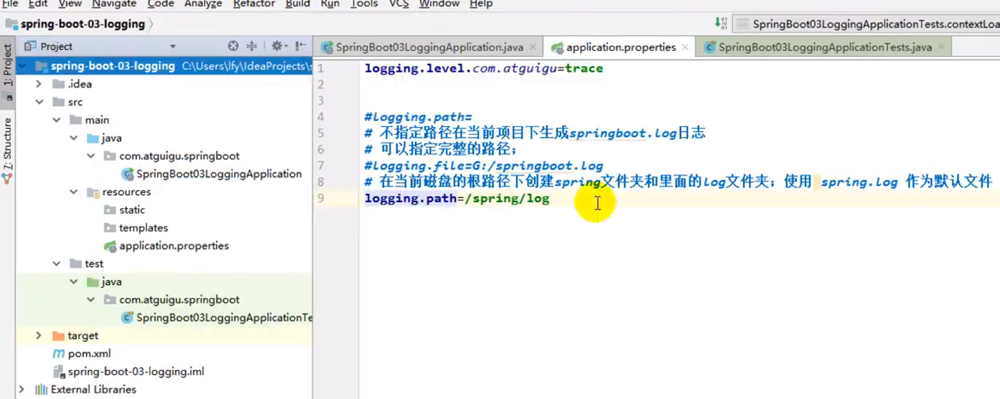 File Edit View Navigate Code Analyze Refactor Build Run Tools VCS Window Help
spring-boot-03-logging
SpringBoot03LoggingApplicationTests.contextLoa
1: Project
7: Structure
Project
SpringBoot03LoggingApplication.java
application.properties
SpringBoot03LoggingApplicationTests.java
spring-boot-03-logging C:\Users\lfy\IdeaProjects\s
.idea
src
main
java
com.atguigu.springboot
SpringBoot03LoggingApplication
resources
static
templates
application.properties
test
java
com.atguigu.springboot
SpringBoot03LoggingApplicationTe
target
pom.xml
spring-boot-03-logging.iml
External Libraries
1 logging.level.com.atguigu=trace
2
3
4 #logging.path=
5 # 不指定路径在当前项目下生成springboot.log日志
6 # 可以指定完整的路径；
7 #logging.file=G:/springboot.log
8 # 在当前磁盘的根路径下创建spring文件夹和里面的log文件夹；使用 spring.log 作为默认文件
9 logging.path=/spring/log